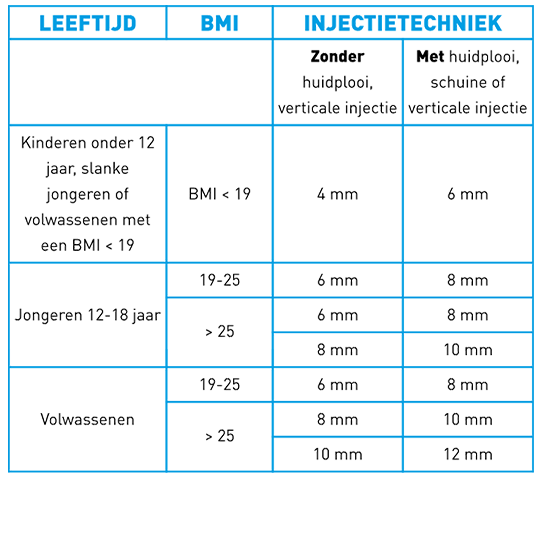 LEEFTIJD BMI INJECTIETECHNIEK
Zonder
huidplooi,
verticale injectie
Met huidplooi,
schuine of
verticale injectie
Kinderen onder 12
jaar, slanke
jongeren of
volwassenen met
een BMI < 19
BMI < 19
4 mm
6 mm
Jongeren 12-18 jaar
19-25
6 mm
8 mm
> 25
6 mm
8 mm
8 mm
10 mm
Volwassenen
19-25
6 mm
8 mm
> 25
8 mm
10 mm
10 mm
12 mm